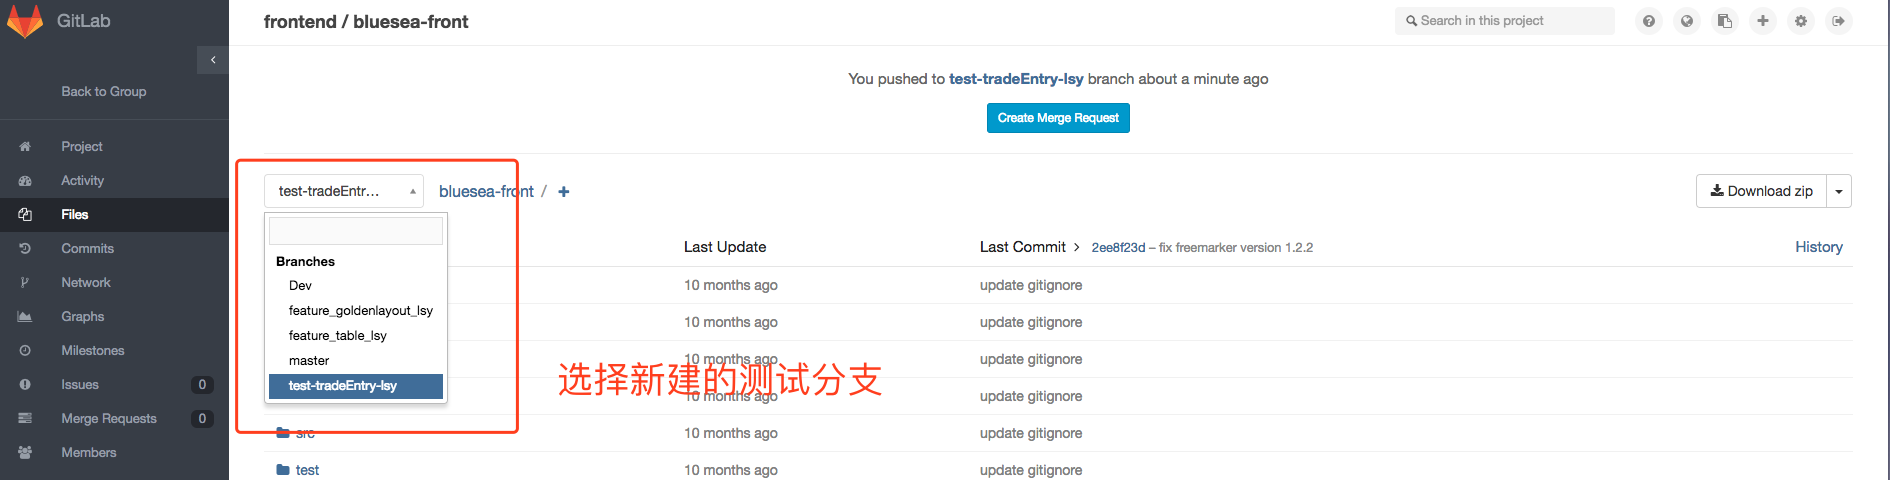 GitLab
frontend / bluesea-front
Search in this project
Back to Group
Project
Activity
Files
Commits
Network
Graphs
Milestones
Issues 0
Merge Requests 0
Members
You pushed to test-tradeEntry-lsy branch about a minute ago
Create Merge Request
test-tradeEntr...
bluesea-front / +
Download zip
Branches
Dev
feature_goldenlayout_lsy
feature_table_lsy
master
test-tradeEntry-lsy
Last Update
Last Commit > 2ee8f23d – fix freemarker version 1.2.2
History
10 months ago update gitignore
10 months ago update gitignore
10 months ago update gitignore
选择新建的测试分支
10 months ago update gitignore
src 10 months ago update gitignore
test 10 months ago update gitignore